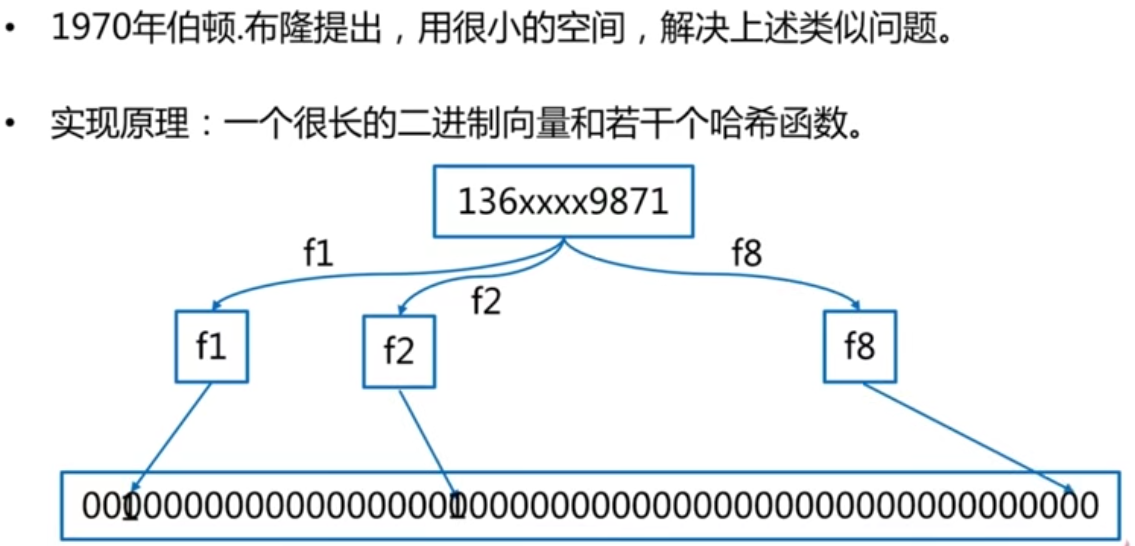 • 1970年伯顿.布隆提出，用很小的空间，解决上述类似问题。
• 实现原理：一个很长的二进制向量和若干个哈希函数。
136xxxx9871
f1
f8
f2
f1
f2
f8
00100000000000000001000000000000000000000000000000